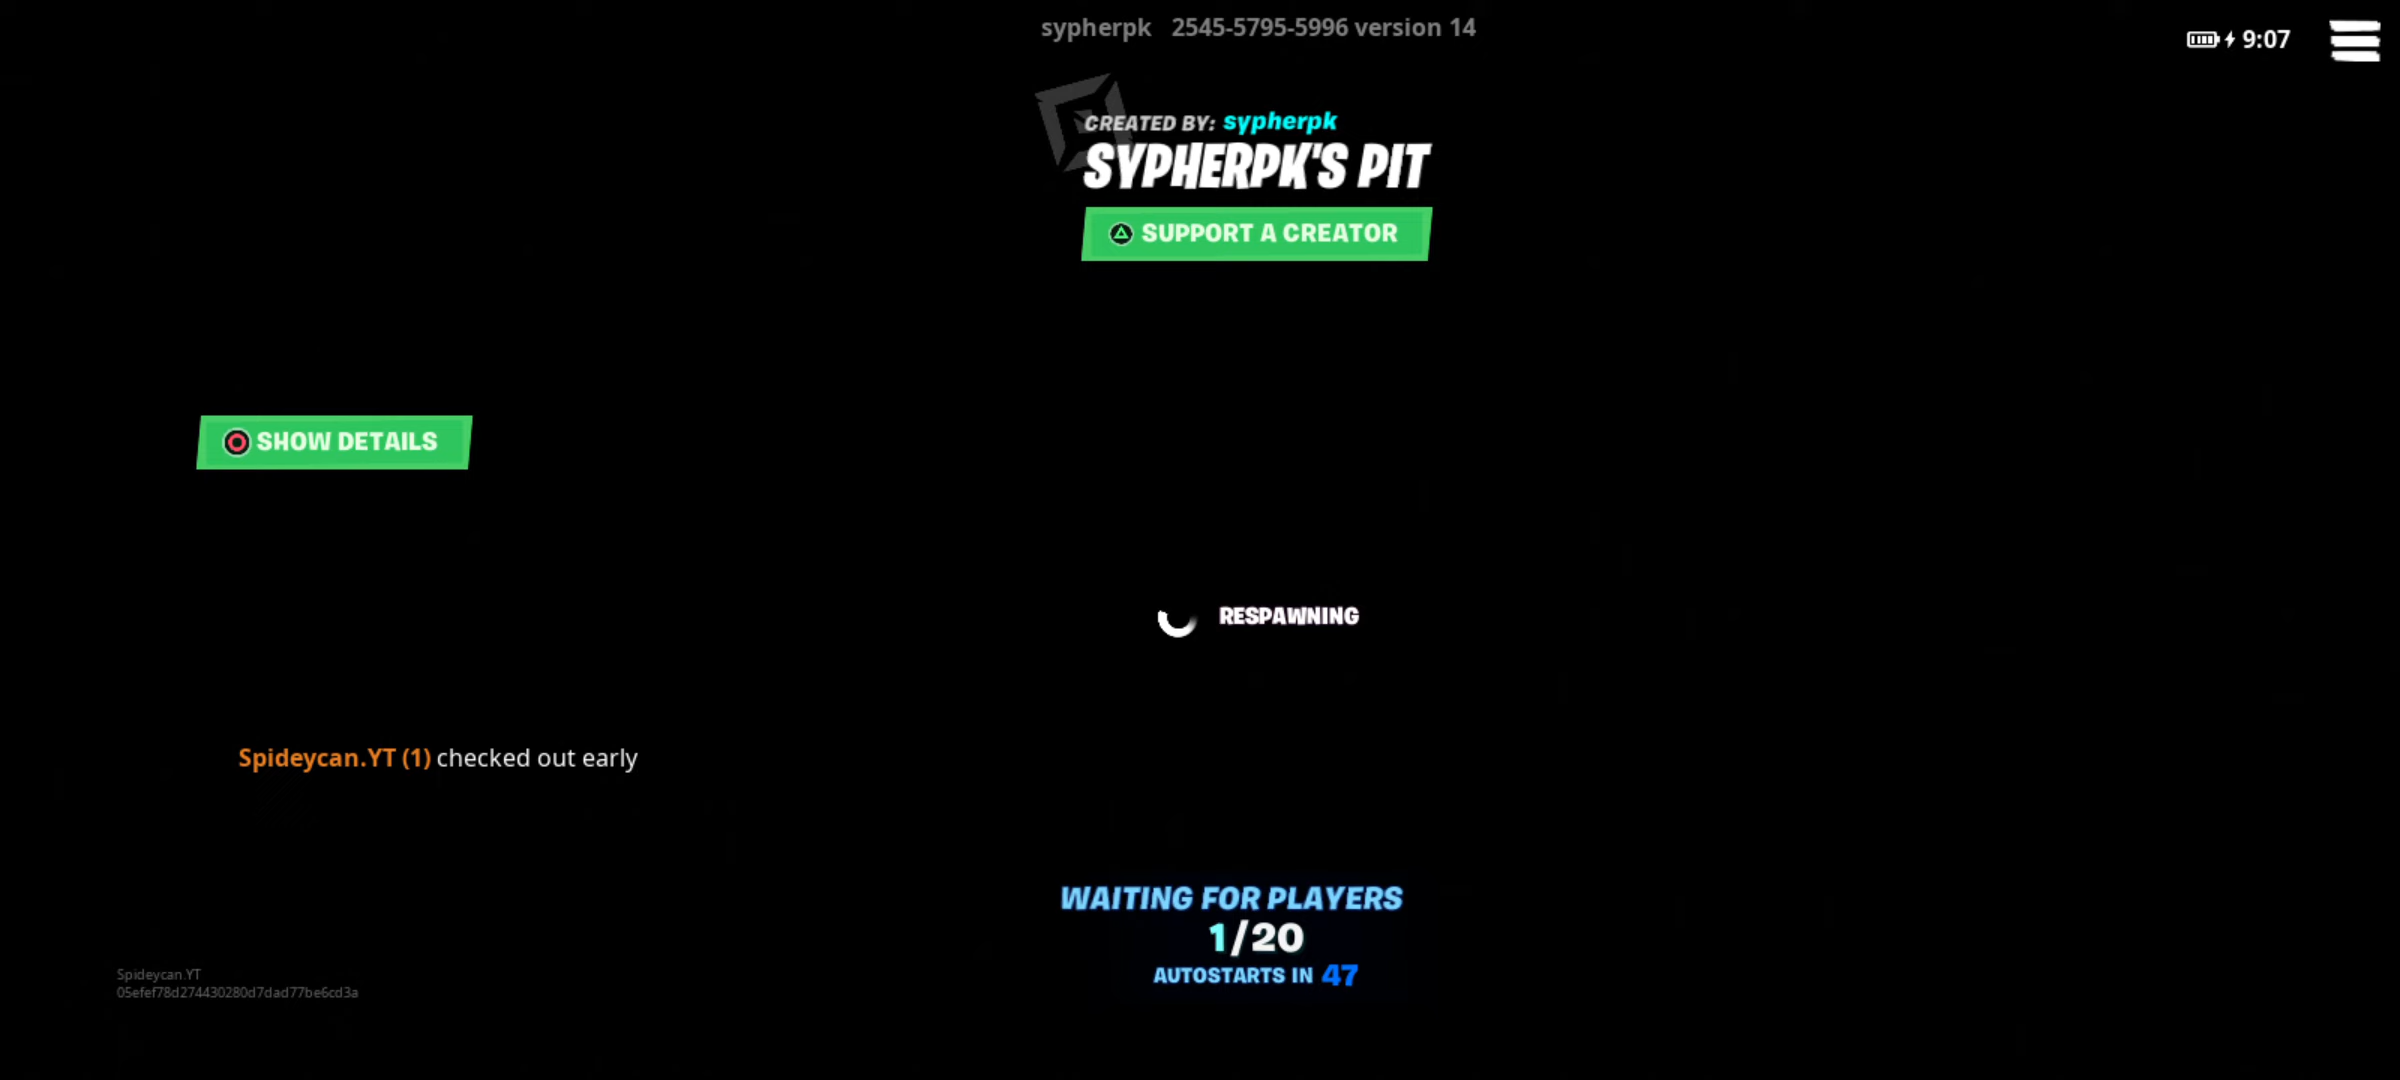 sypherpk 2545-5795-5996 version 14
9:07
CREATED BY: sypherpk
SYPHERPK'S PIT
SUPPORT A CREATOR
SHOW DETAILS
RESPAWNING
Spideycan.YT (1) checked out early
WAITING FOR PLAYERS
1/20
AUTOSTARTS IN 47
Spideycan.YT
05efef78d274430280d7dad77be6cd3a